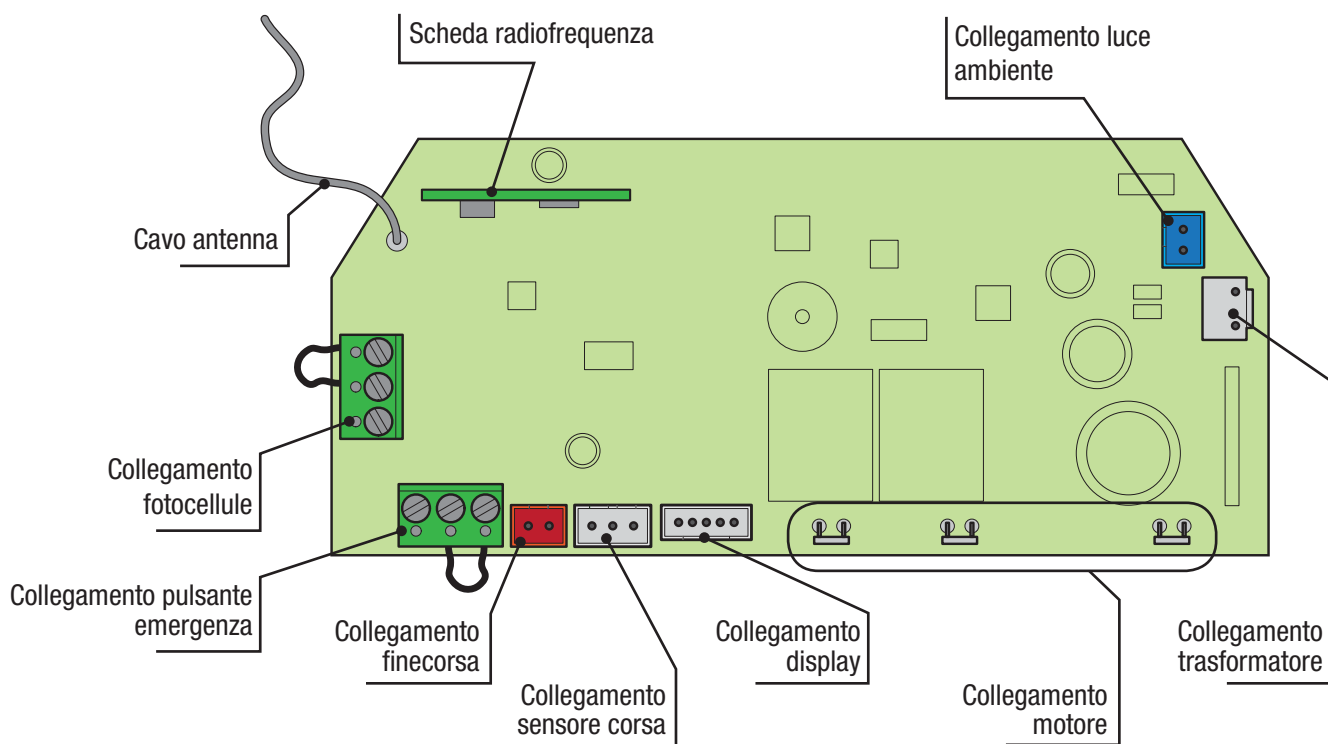 Scheda radiofrequenza
Collegamento luce
ambiente
Cavo antenna
Collegamento
fotocellule
Collegamento pulsante
emergenza
Collegamento
finecorsa
Collegamento
sensore corsa
Collegamento
display
Collegamento
motore
Collegamento
trasformatore